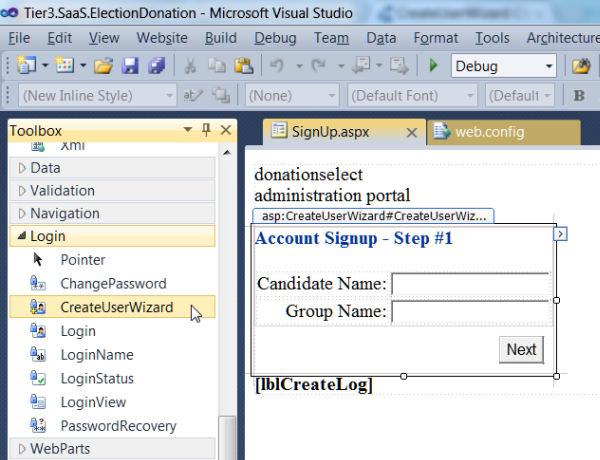 Tier3.SaaS.ElectionDonation - Microsoft Visual Studio
File Edit View Website Build Debug Team Data Format Tools Architecture
Debug
(New Inline Style) (None) (Default Font) (Default B
Toolbox
SignUp.aspx
web.config
Xml
Data
Validation
Navigation
Login
Pointer
ChangePassword
CreateUserWizard
Login
LoginName
LoginStatus
LoginView
PasswordRecovery
WebParts
donationselect
administration portal
asp:CreateUserWizard#CreateUserWiz...
Account Signup - Step #1
Candidate Name:
Group Name:
Next
[lblCreateLog]